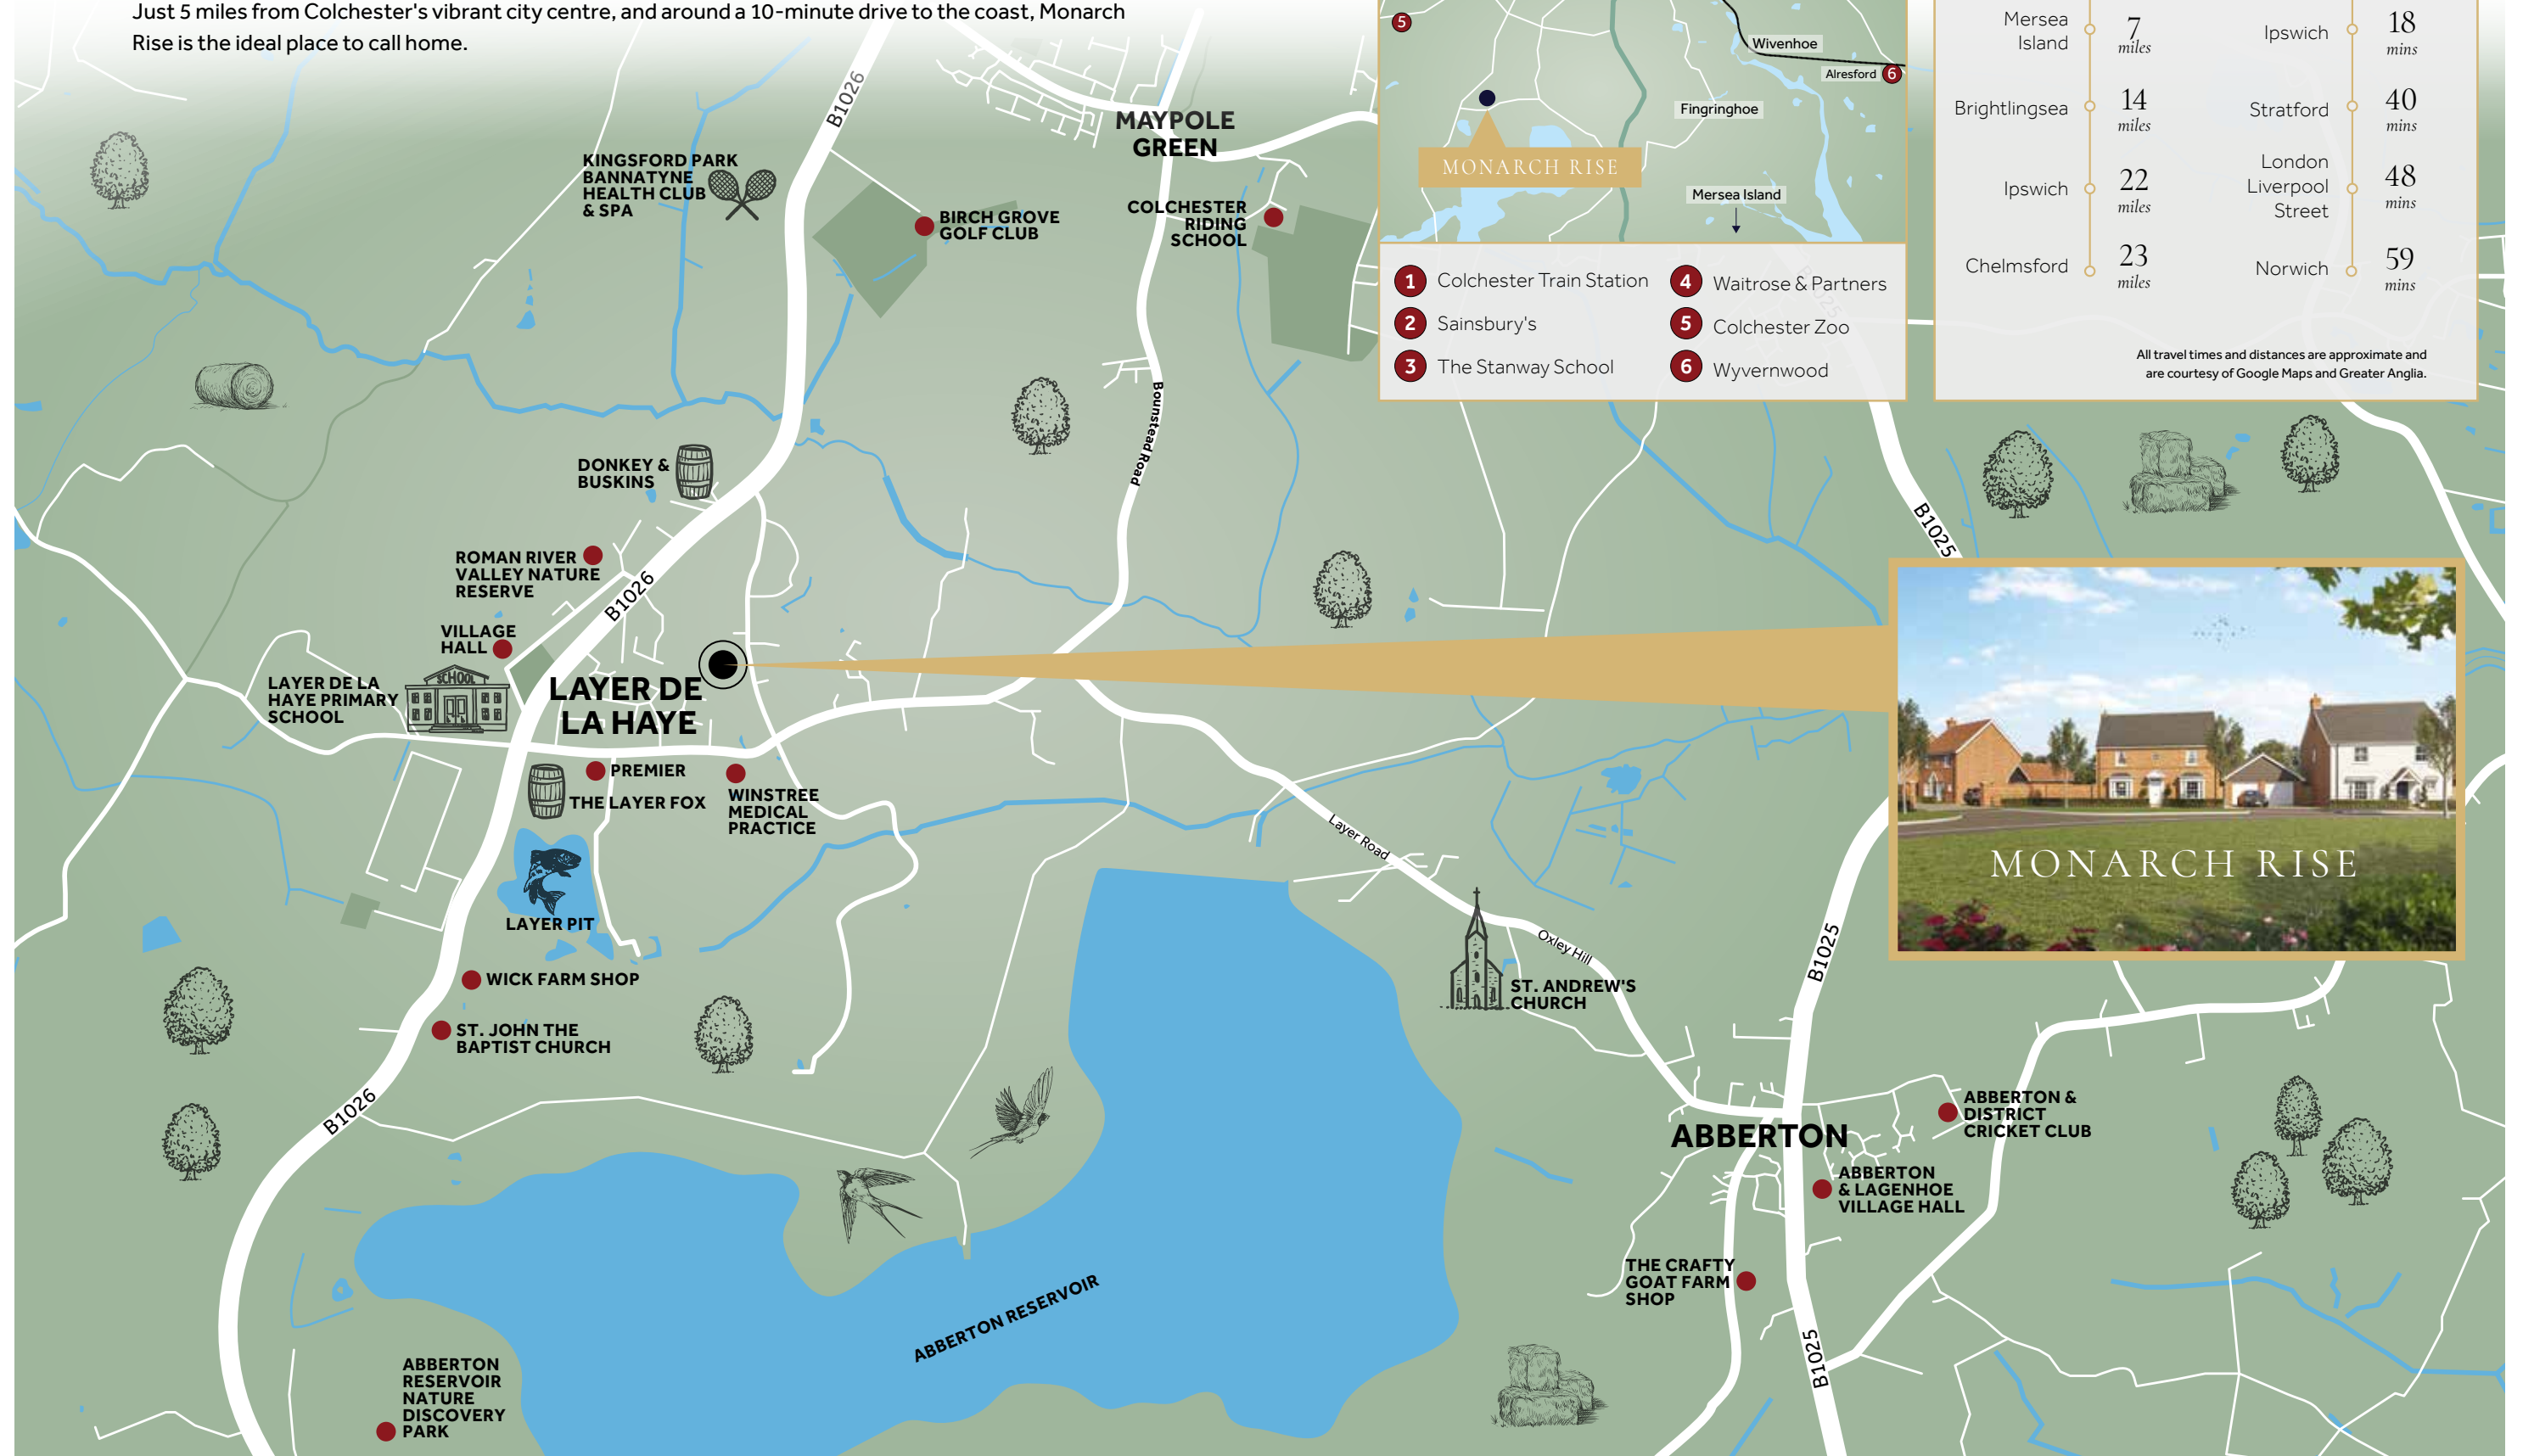 Just 5 miles from Colchester's vibrant city centre, and around a 10-minute drive to the coast, Monarch
Rise is the ideal place to call home.
B1026
MAYPOLE
GREEN
KINGSFORD PARK
BANNATYNE
HEALTH CLUB
& SPA
BIRCH GROVE
GOLF CLUB
COLCHESTER
RIDING
SCHOOL
Bounstead Road
DONKEY &
BUSKINS
ROMAN RIVER
VALLEY NATURE
RESERVE
B1026
VILLAGE
HALL
SCHOOL
LAYER DE LA
HAYE PRIMARY
SCHOOL
LAYER DE
LA HAYE
PREMIER
THE LAYER FOX
WINSTREE
MEDICAL
PRACTICE
LAYER PIT
WICK FARM SHOP
ST. JOHN THE
BAPTIST CHURCH
B1026
ABBERTON
RESERVOIR
NATURE
DISCOVERY
PARK
ABBERTON RESERVOIR
Layer Road
Oxley Hill
ST. ANDREW'S
CHURCH
ABBERTON
ABBERTON &
DISTRICT
CRICKET CLUB
ABBERTON
& LAGENHOE
VILLAGE HALL
THE CRAFTY
GOAT FARM
SHOP
B1025
B1025
B1025
B1025
MONARCH RISE
5
Wivenhoe
Alresford
6
Fingringhoe
MONARCH RISE
Mersea Island
1 Colchester Train Station
2 Sainsbury's
3 The Stanway School
4 Waitrose & Partners
5 Colchester Zoo
6 Wyvernwood
Mersea
Island
7
miles
Brightlingsea
14
miles
Ipswich
22
miles
Chelmsford
23
miles
Ipswich
18
mins
Stratford
40
mins
London
Liverpool
Street
48
mins
Norwich
59
mins
All travel times and distances are approximate and
are courtesy of Google Maps and Greater Anglia.